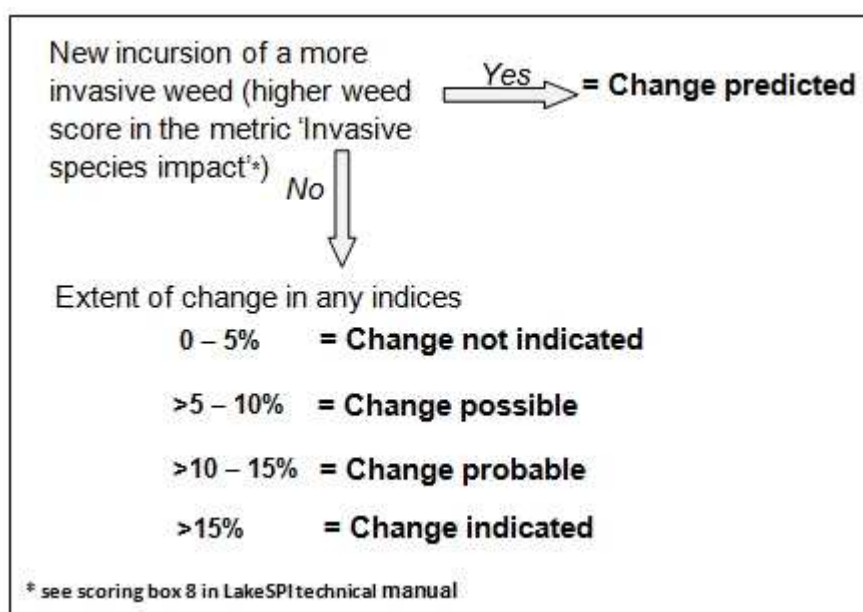 New incursion of a more
invasive weed (higher weed
score in the metric ‘Invasive
species impact’*)
Yes
= Change predicted
No
Extent of change in any indices
0 – 5% = Change not indicated
>5 – 10% = Change possible
>10 – 15% = Change probable
>15% = Change indicated
* see scoring box 8 in LakeSPI technical manual